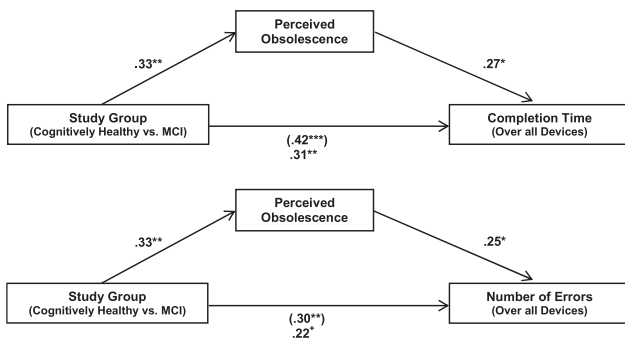 Perceived
Obsolescence
.33**
.27*
Study Group
(Cognitively Healthy vs. MCI)
Completion Time
(Over all Devices)
(.42***)
.31**
Perceived
Obsolescence
.33**
.25*
Study Group
(Cognitively Healthy vs. MCI)
Number of Errors
(Over all Devices)
(.30**)
.22*